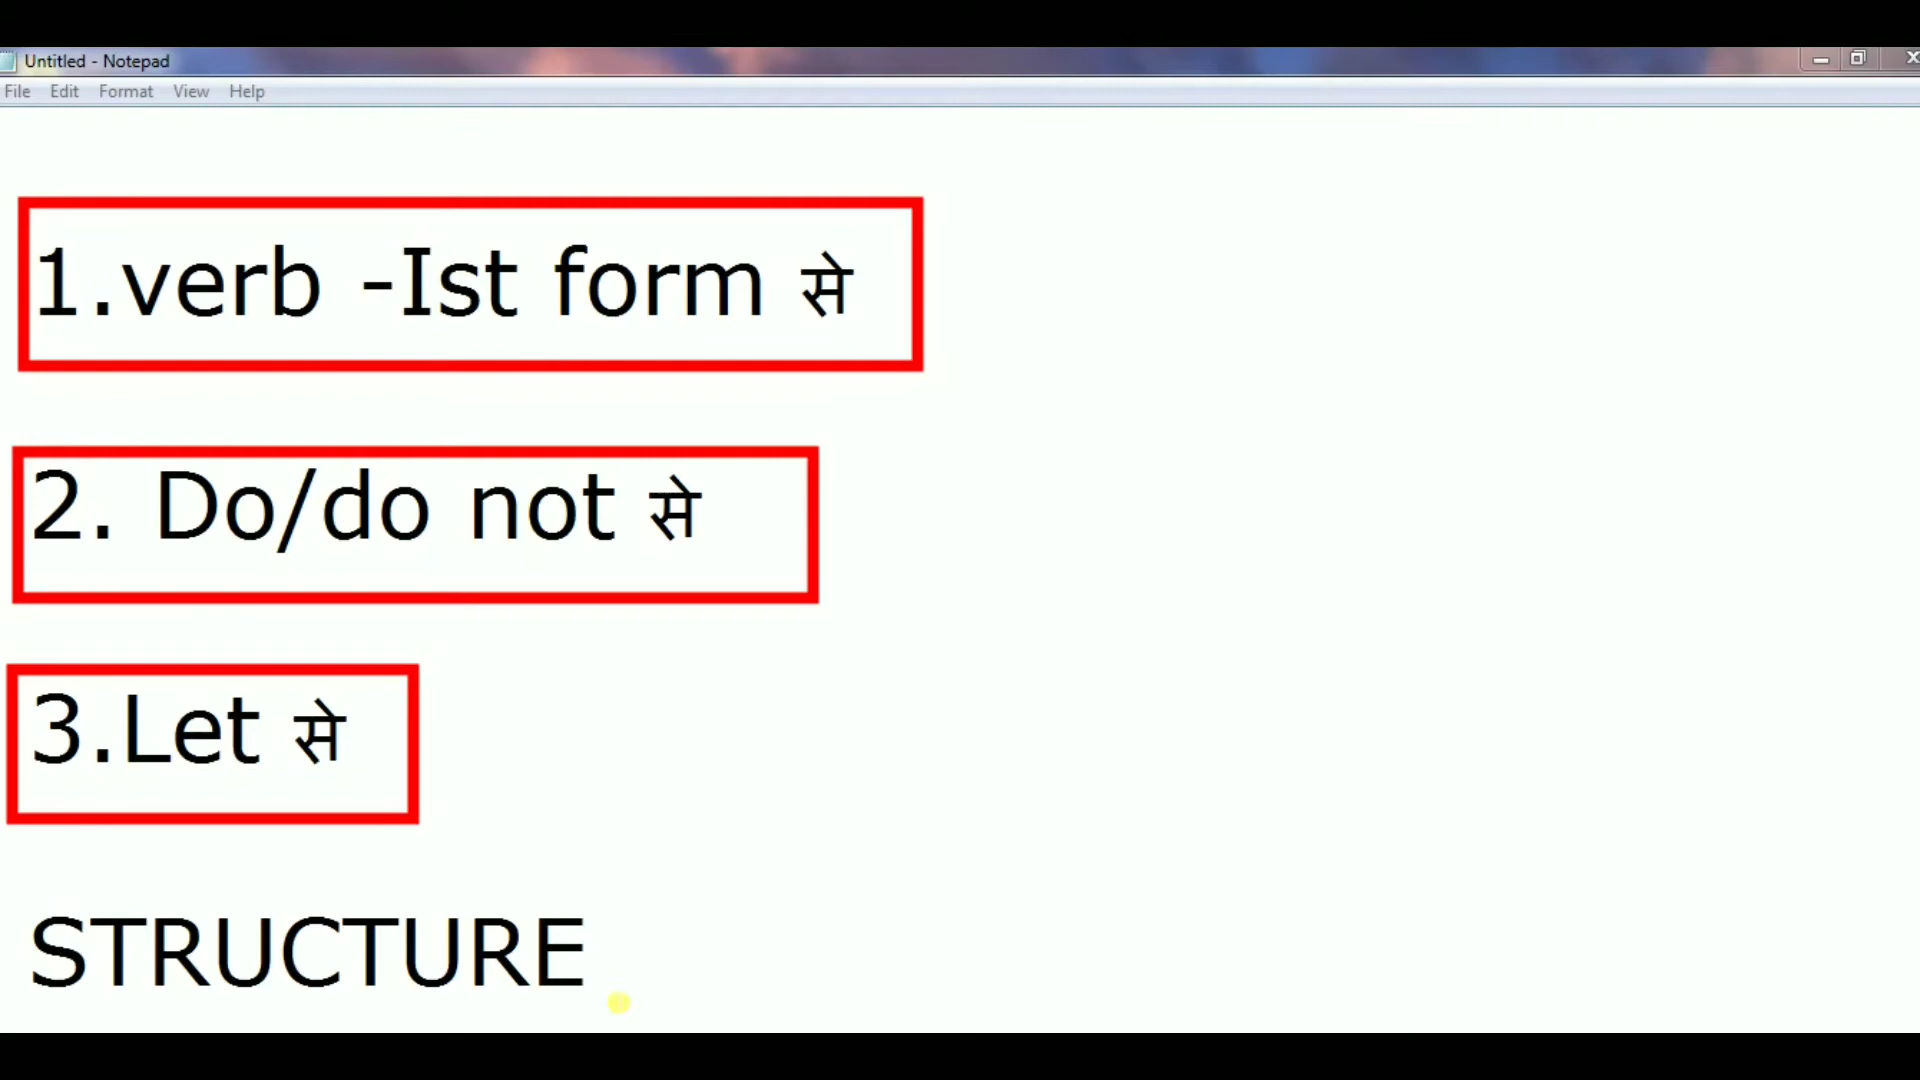 Untitled - Notepad
File Edit Format View Help
1.verb -Ist form से
2. Do/do not से
3.Let से
STRUCTURE